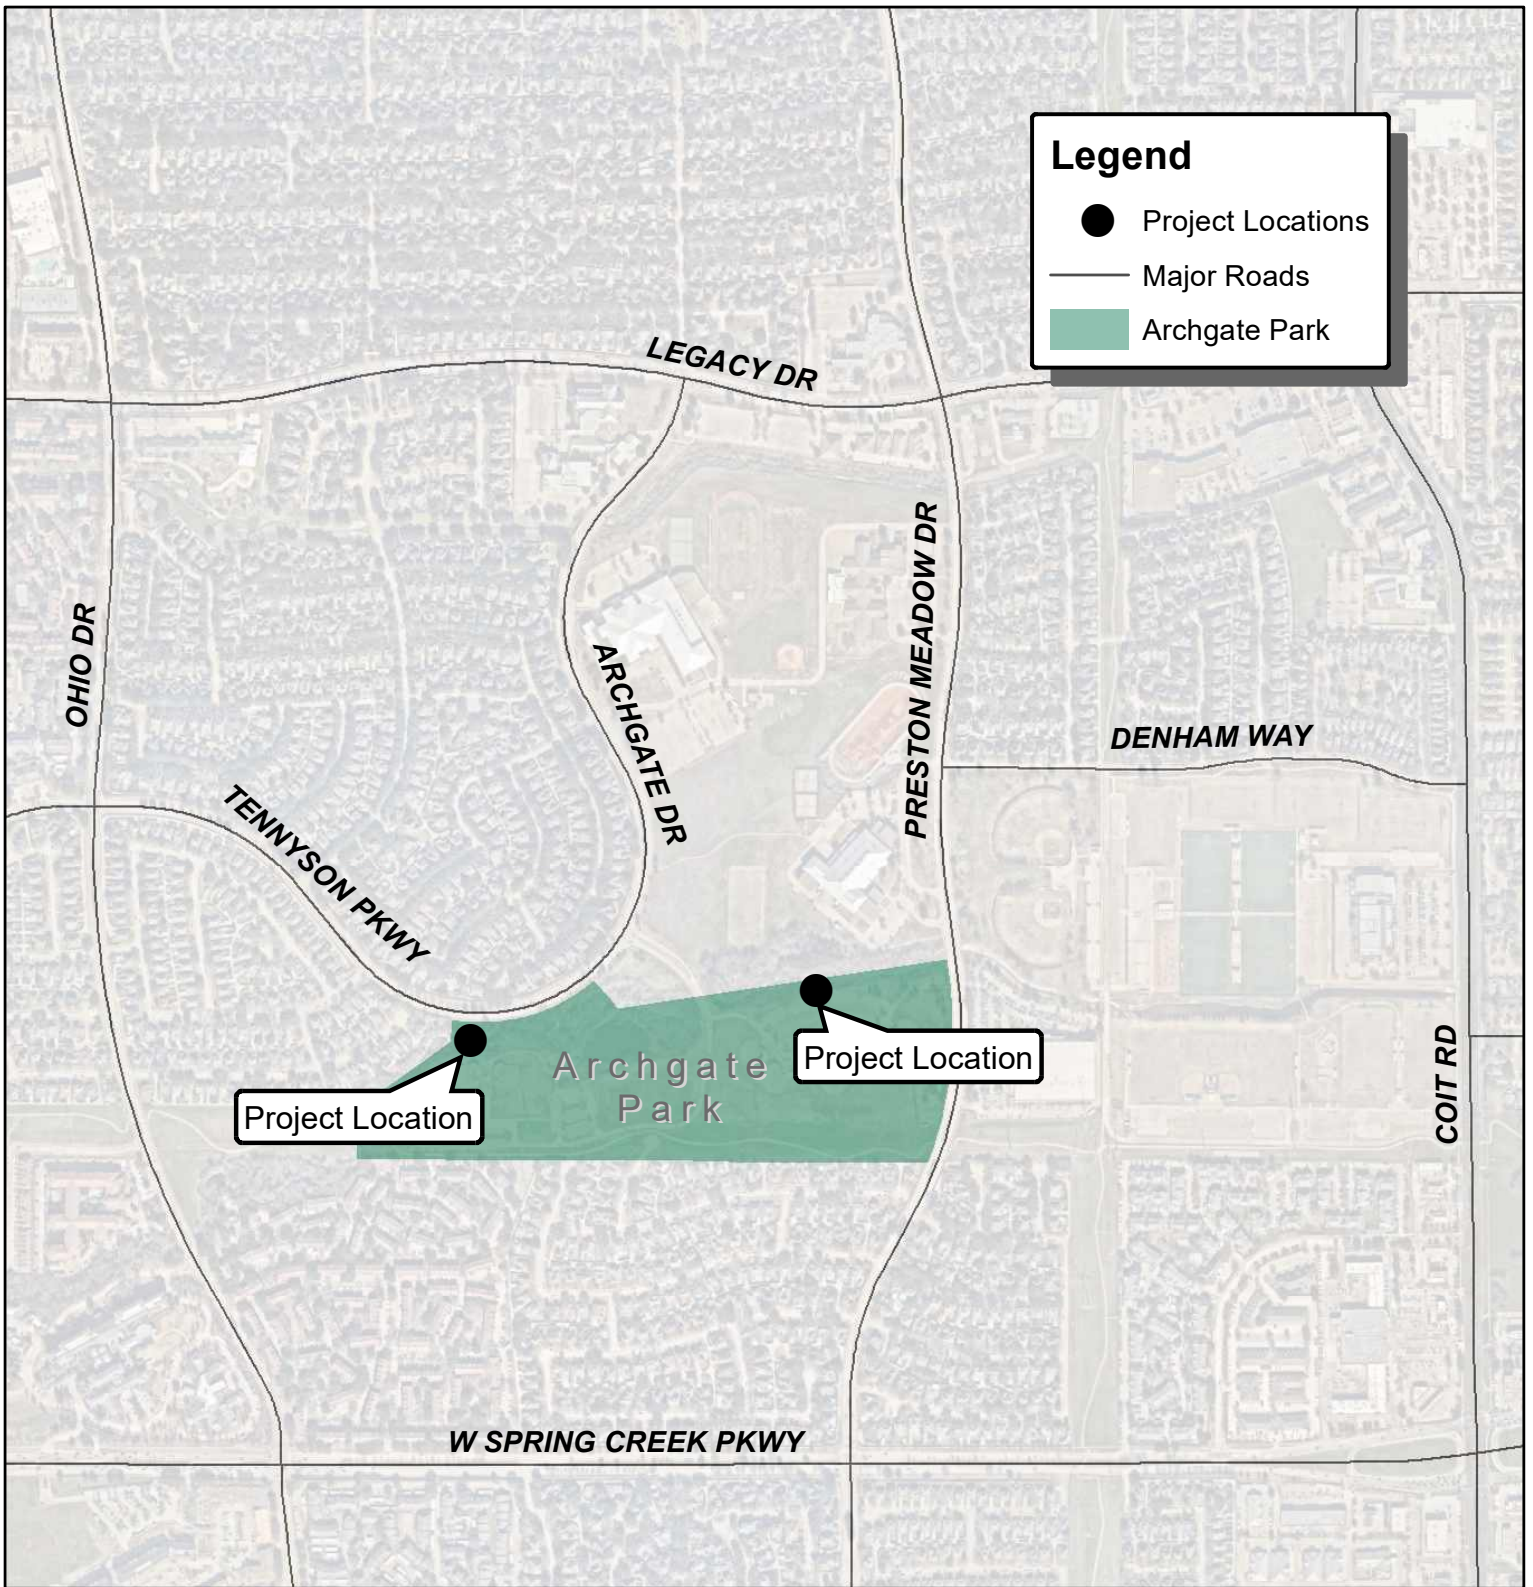 Legend
Project Locations
Major Roads
Archgate Park
LEGACY DR
PRESTON MEADOW DR
OHIO DR
ARCHGATE DR
DENHAM WAY
TENNYSON PKWY
Project Location
Archgate
Park
Project Location
COIT RD
W SPRING CREEK PKWY